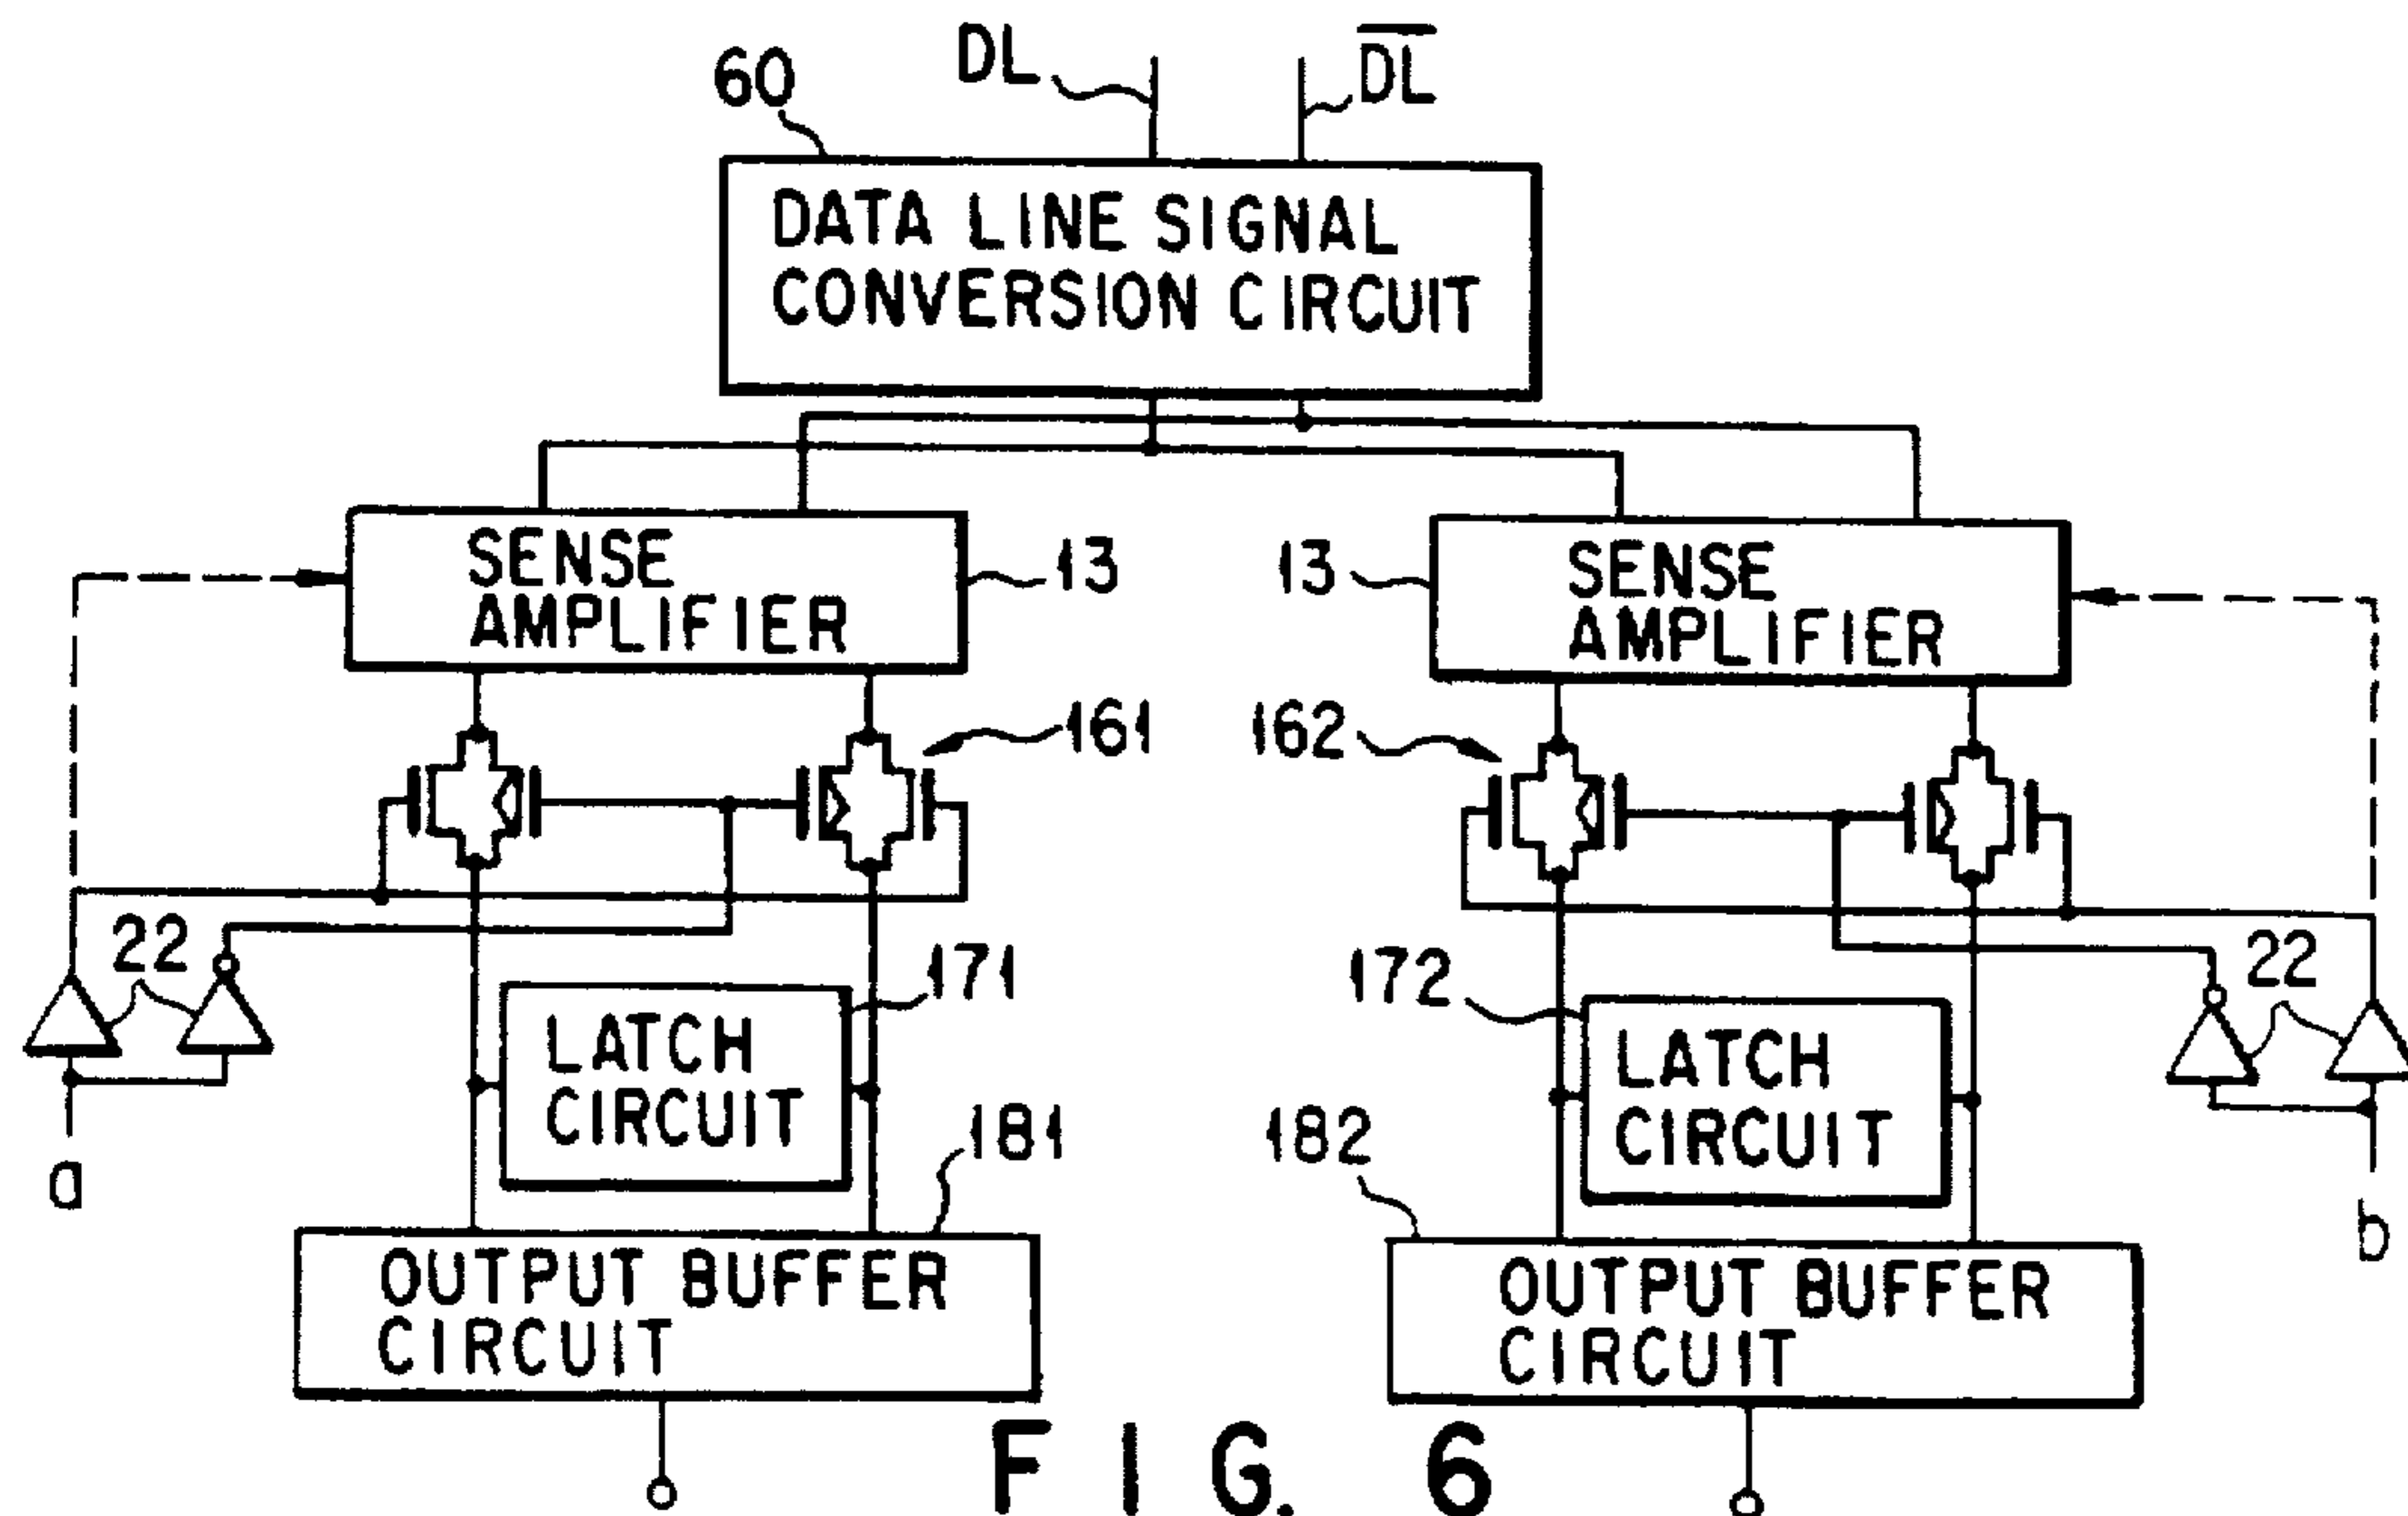 DL
D̅L̅
60
DATA LINE SIGNAL
CONVERSION CIRCUIT
SENSE
AMPLIFIER
13
13
SENSE
AMPLIFIER
161
162
22
171
172
22
LATCH
CIRCUIT
LATCH
CIRCUIT
181
182
a
b
OUTPUT BUFFER
CIRCUIT
OUTPUT BUFFER
CIRCUIT
FIG. 6